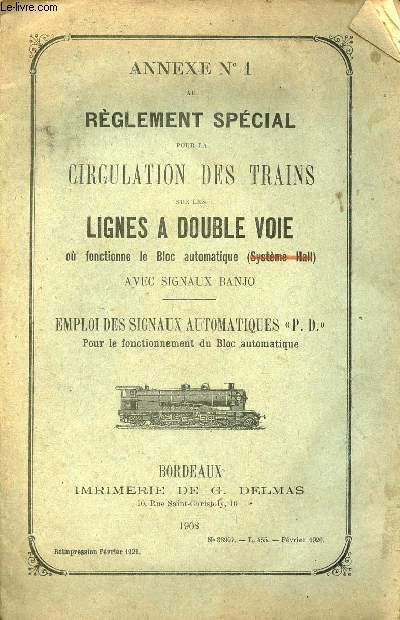 Le-livre.com
ANNEXE N° 1
AU
RÈGLEMENT SPÉCIAL
POUR LA
CIRCULATION DES TRAINS
SUR LES
LIGNES A DOUBLE VOIE
où fonctionne le Bloc automatique (Système Hall)
AVEC SIGNAUX BANJO
EMPLOI DES SIGNAUX AUTOMATIQUES «P. D.»
Pour le fonctionnement du Bloc automatique
BORDEAUX
IMRIMERIE DE G. DELMAS
10, Rue Saint-Christoly, 10
1908
Février 1926.
Réimpression Février 1926.